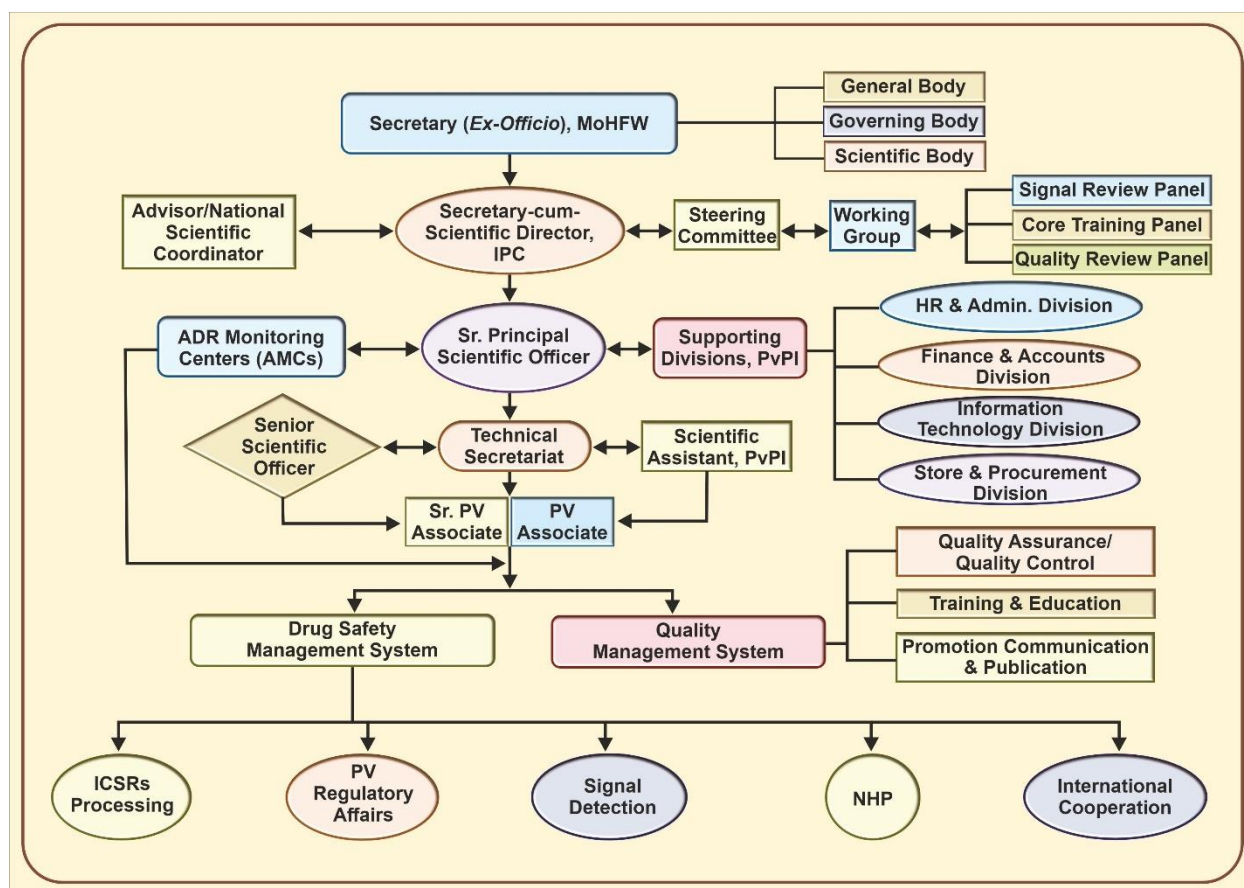 General Body
Secretary (Ex-Officio), MoHFW
Governing Body
Scientific Body
Advisor/National
Scientific
Coordinator
Secretary-cum-
Scientific Director,
IPC
Steering
Committee
Working
Group
Signal Review Panel
Core Training Panel
Quality Review Panel
ADR Monitoring
Centers (AMCs)
Sr. Principal
Scientific Officer
Supporting
Divisions, PvPI
HR & Admin. Division
Finance & Accounts
Division
Information
Technology Division
Store & Procurement
Division
Senior
Scientific
Officer
Technical
Secretariat
Scientific
Assistant, PvPI
Sr. PV
Associate
PV
Associate
Quality Assurance/
Quality Control
Training & Education
Promotion Communication
& Publication
Drug Safety
Management System
Quality
Management System
ICSRs
Processing
PV
Regulatory
Affairs
Signal
Detection
NHP
International
Cooperation